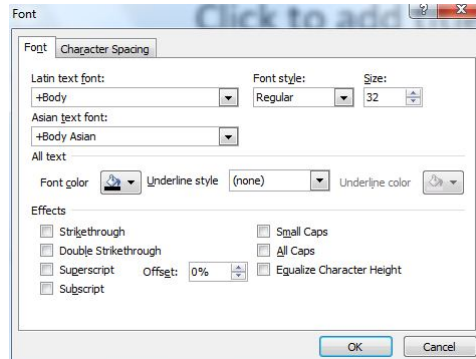 Font
Click to add title
Font Character Spacing
Latin text font: Font style: Size:
+Body Regular 32
Asian text font:
+Body Asian
All text
Font color Underline style (none) Underline color
Effects
Strikethrough Small Caps
Double Strikethrough All Caps
Superscript Offset: 0% Equalize Character Height
Subscript
OK Cancel